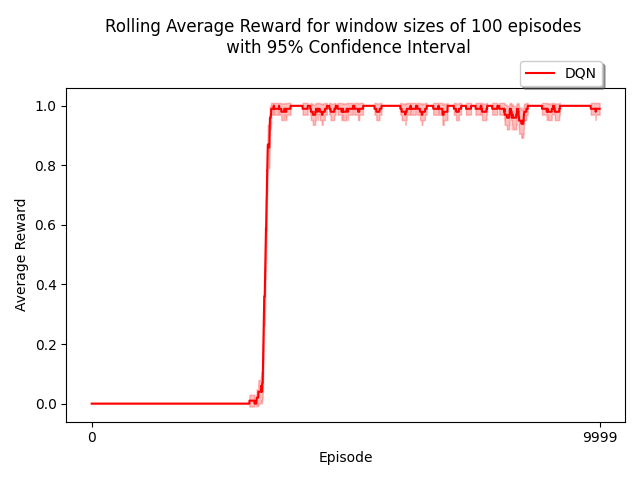 Rolling Average Reward for window sizes of 100 episodes
with 95% Confidence Interval
DQN
1.0
0.8
0.6
0.4
0.2
0.0
Average Reward
0
9999
Episode